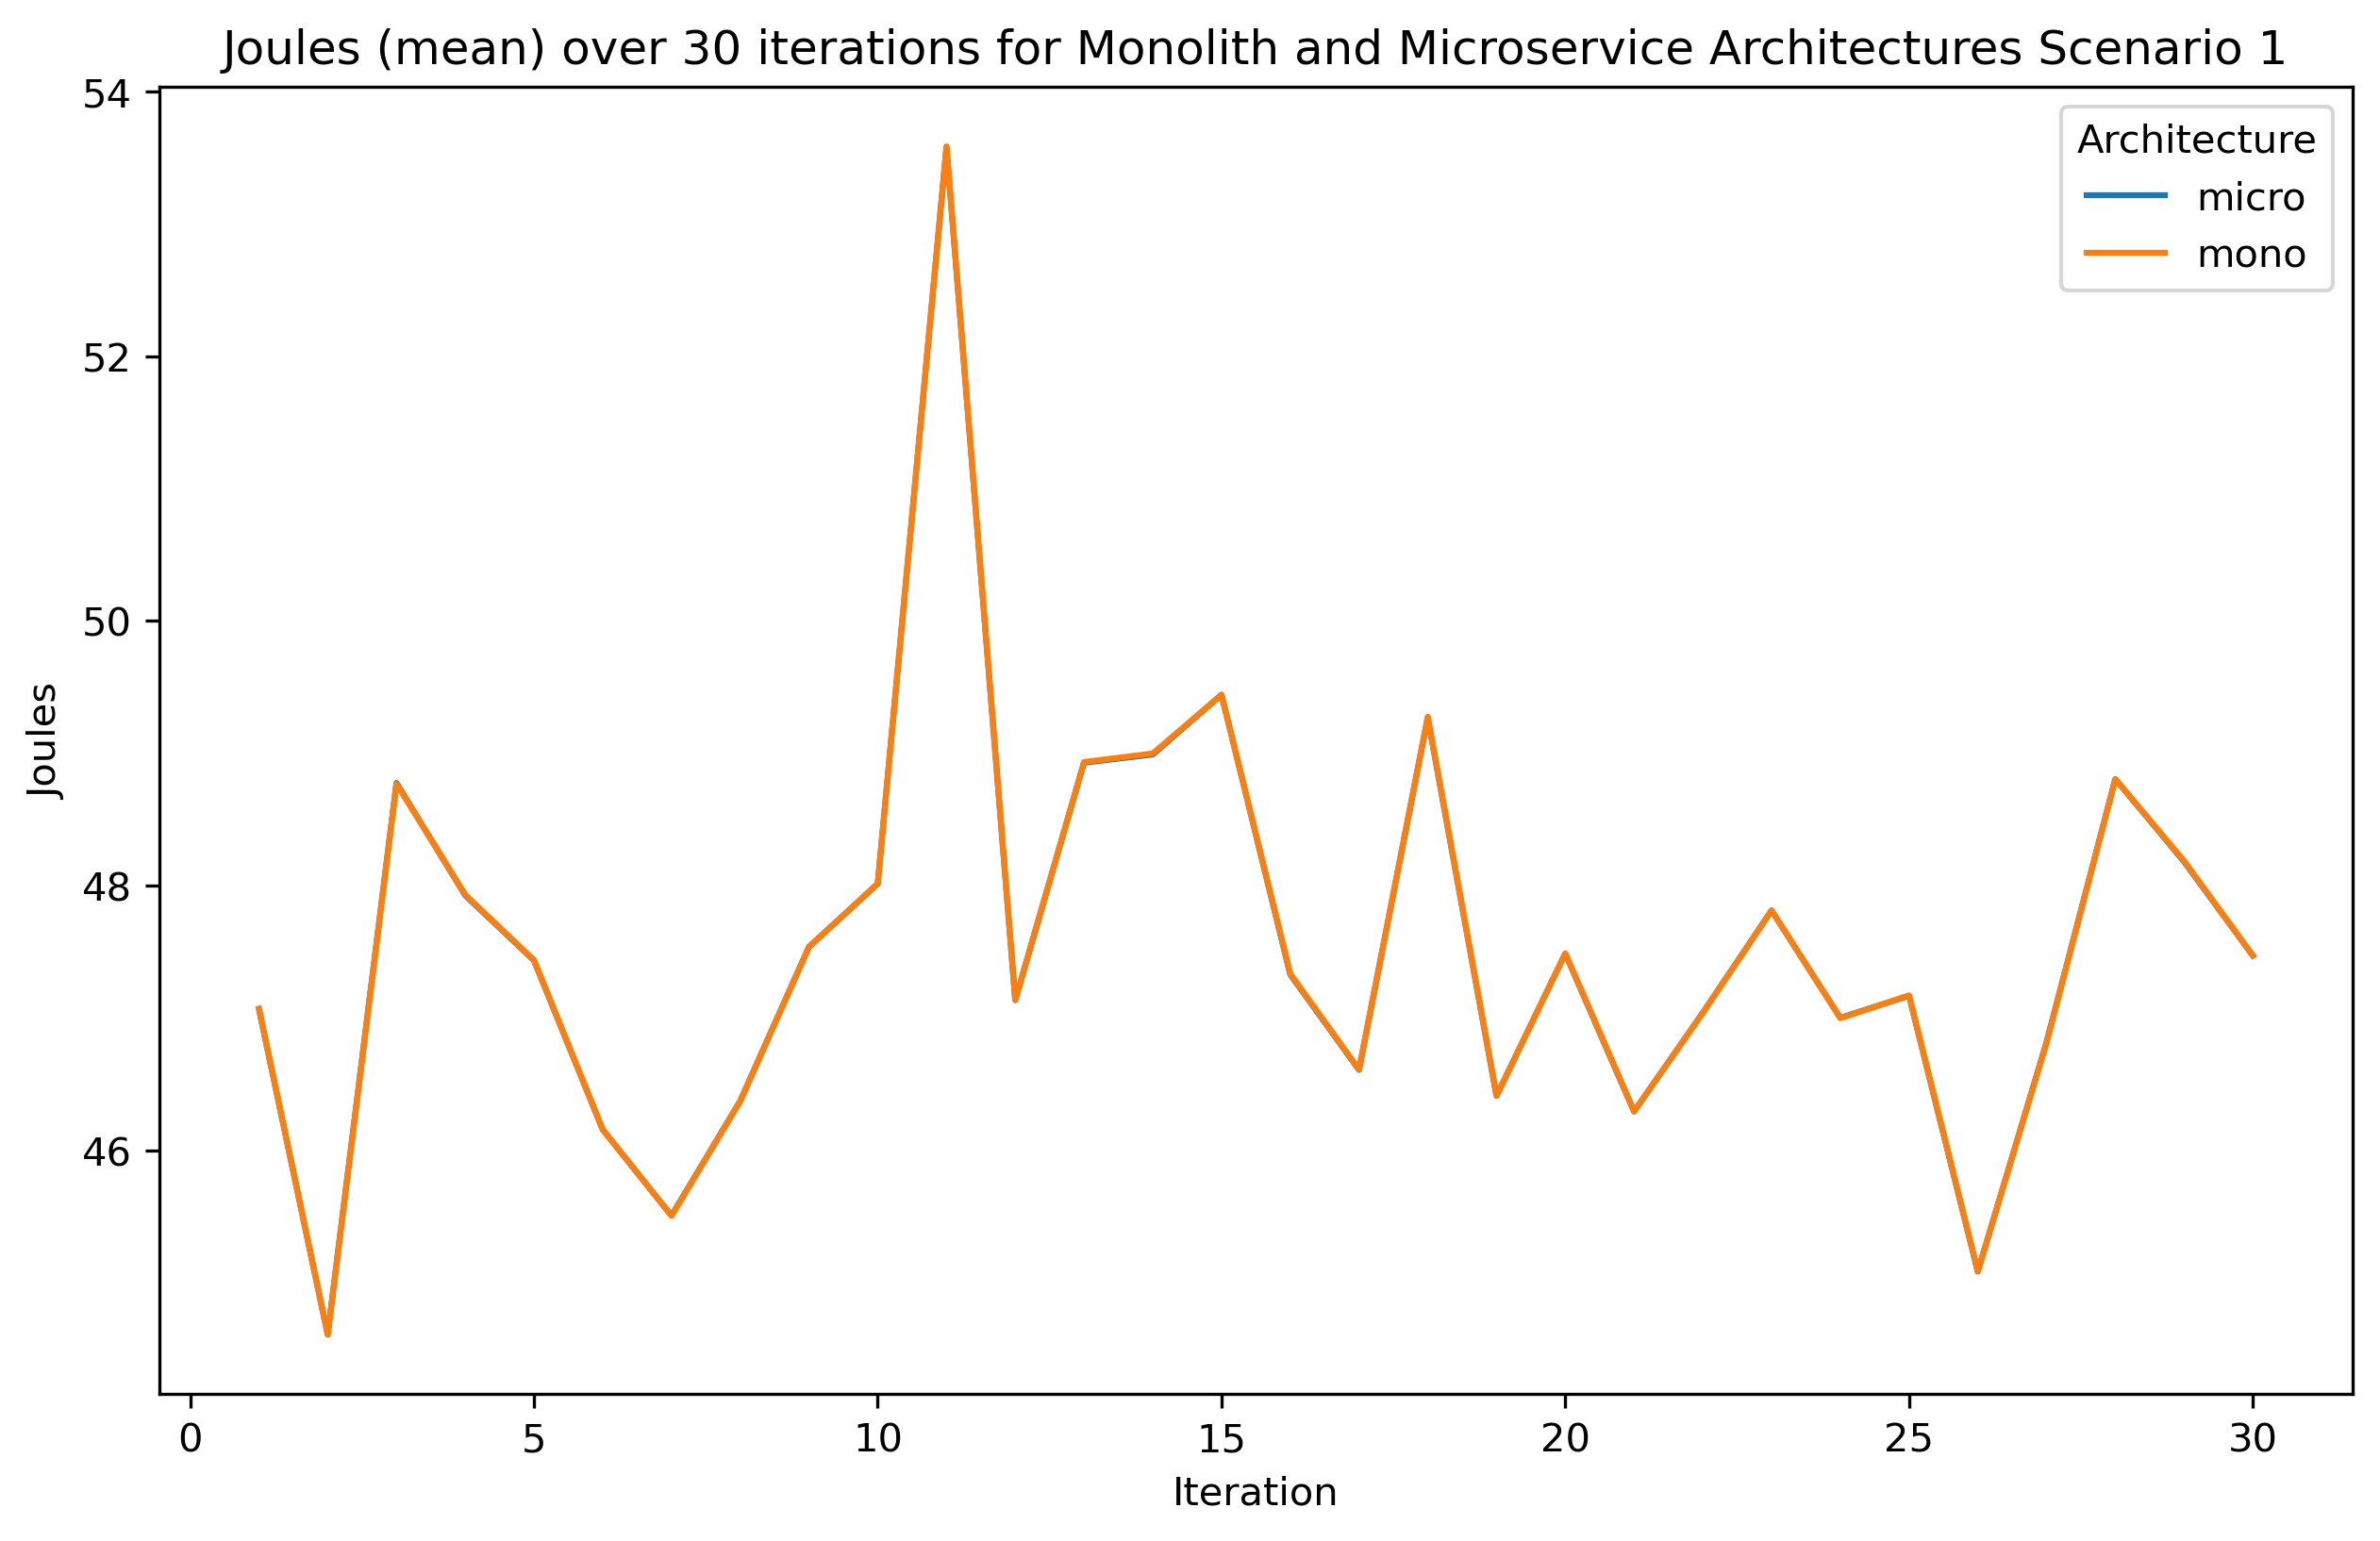 Joules (mean) over 30 iterations for Monolith and Microservice Architectures Scenario 1
54
52
50
48
46
Joules
Architecture
micro
mono
0 5 10 15 20 25 30
Iteration